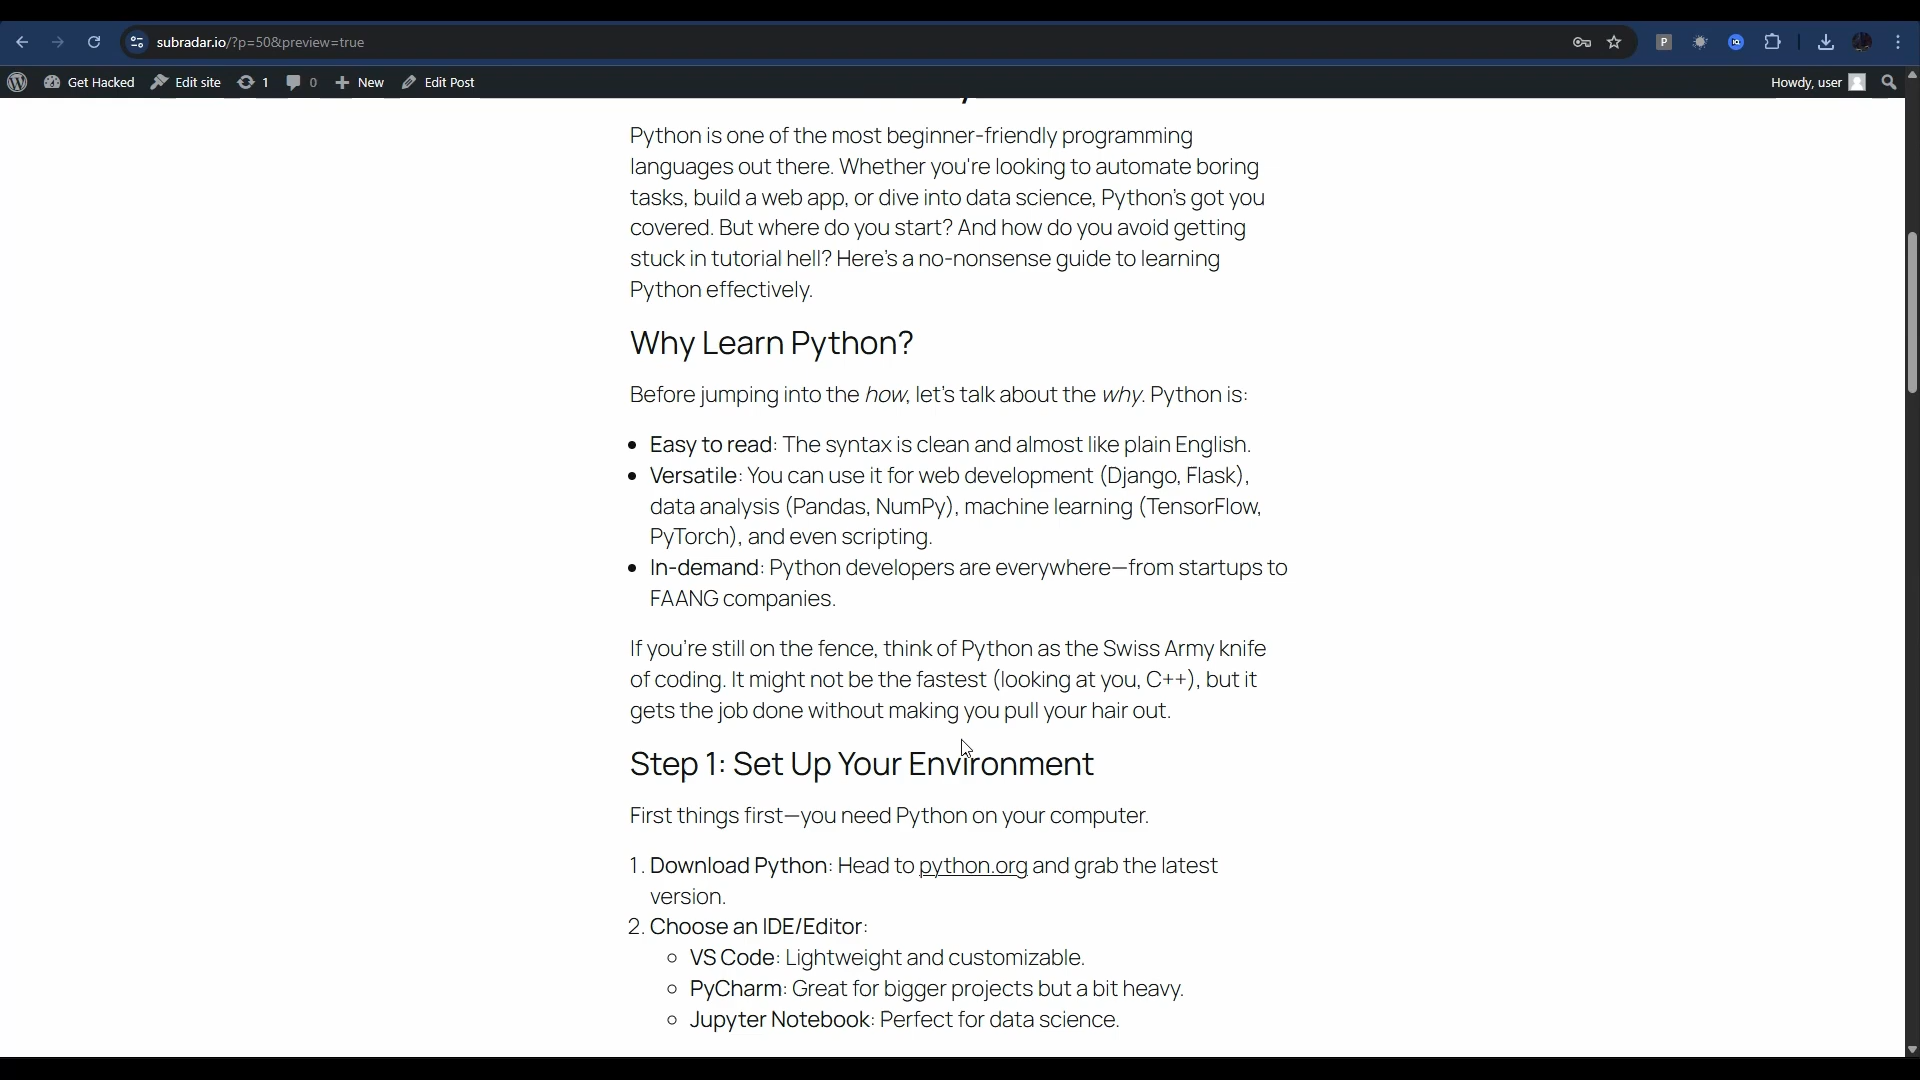 subradar.io/?p=50&preview=true
P
Get Hacked
Edit site
1
0
New
Edit Post
Howdy, user
Python is one of the most beginner-friendly programming
languages out there. Whether you're looking to automate boring
tasks, build a web app, or dive into data science, Python's got you
covered. But where do you start? And how do you avoid getting
stuck in tutorial hell? Here's a no-nonsense guide to learning
Python effectively.
Why Learn Python?
Before jumping into the how, let's talk about the why. Python is:
• Easy to read: The syntax is clean and almost like plain English.
• Versatile: You can use it for web development (Django, Flask),
data analysis (Pandas, NumPy), machine learning (TensorFlow,
PyTorch), and even scripting.
• In-demand: Python developers are everywhere—from startups to
FAANG companies.
If you're still on the fence, think of Python as the Swiss Army knife
of coding. It might not be the fastest (looking at you, C++), but it
gets the job done without making you pull your hair out.
Step 1: Set Up Your Environment
First things first—you need Python on your computer.
1. Download Python: Head to python.org and grab the latest
version.
2. Choose an IDE/Editor:
○ VS Code: Lightweight and customizable.
○ PyCharm: Great for bigger projects but a bit heavy.
○ Jupyter Notebook: Perfect for data science.